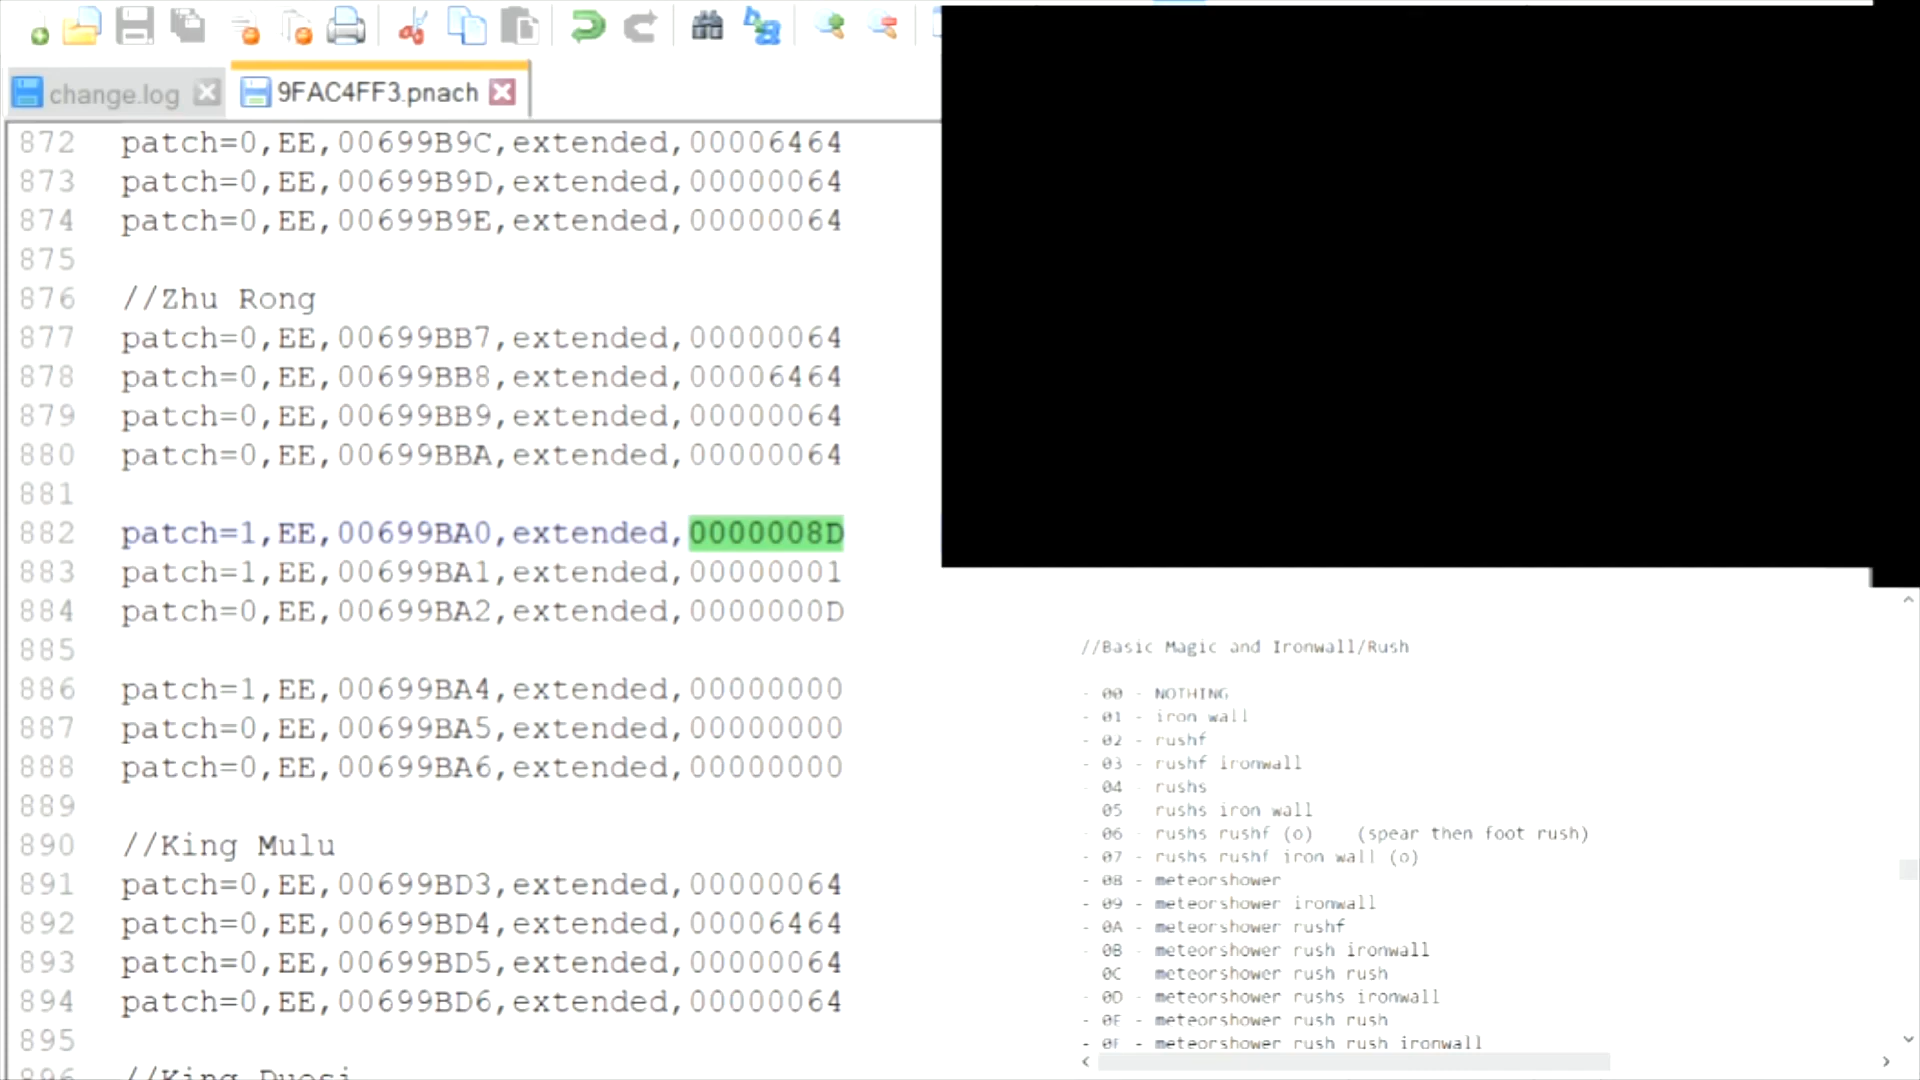 change.log
9FAC4FF3.pnach
872 patch=0,EE,00699B9C,extended,00006464
873 patch=0,EE,00699B9D,extended,00000064
874 patch=0,EE,00699B9E,extended,00000064
875
876 //Zhu Rong
877 patch=0,EE,00699BB7,extended,00000064
878 patch=0,EE,00699BB8,extended,00006464
879 patch=0,EE,00699BB9,extended,00000064
880 patch=0,EE,00699BBA,extended,00000064
881
882 patch=1,EE,00699BA0,extended,0000008D
883 patch=1,EE,00699BA1,extended,00000001
884 patch=0,EE,00699BA2,extended,0000000D
885
886 patch=1,EE,00699BA4,extended,00000000
887 patch=0,EE,00699BA5,extended,00000000
888 patch=0,EE,00699BA6,extended,00000000
889
890 //King Mulu
891 patch=0,EE,00699BD3,extended,00000064
892 patch=0,EE,00699BD4,extended,00006464
893 patch=0,EE,00699BD5,extended,00000064
894 patch=0,EE,00699BD6,extended,00000064
895
896 //King Duosi
//Basic Magic and Ironwall/Rush
- 00 - NOTHING
- 01 - iron wall
- 02 - rushf
- 03 - rushf ironwall
- 04 - rushs
05 rushs iron wall
- 06 - rushs rushf (o) (spear then foot rush)
- 07 - rushs rushf iron wall (o)
- 08 - meteorshower
- 09 - meteorshower ironwall
- 0A - meteorshower rushf
- 0B meteorshower rush ironwall
0C meteorshower rush rush
- 0D - meteorshower rushs ironwall
- 0E - meteorshower rush rush
- 0F - meteorshower rush rush ironwall